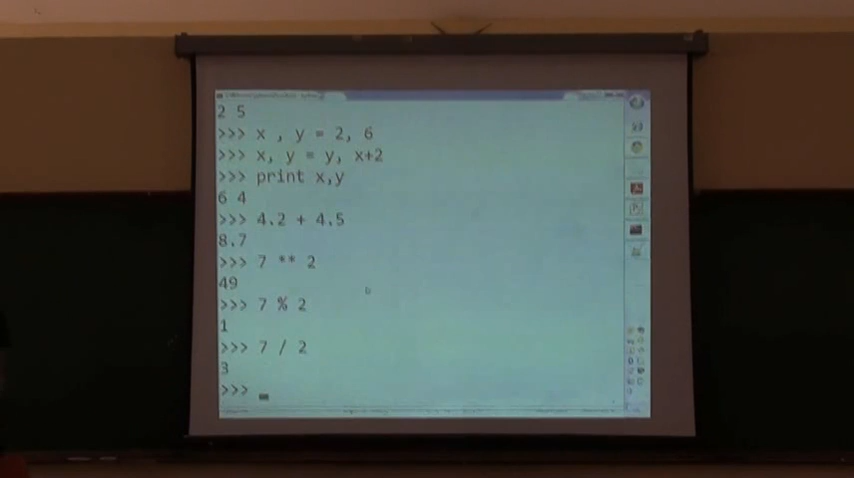 2 5
>>> x , y = 2, 6
>>> x, y = y, x+2
>>> print x,y
6 4
>>> 4.2 + 4.5
8.7
>>> 7 ** 2
49
>>> 7 % 2
1
>>> 7 / 2
3
>>>